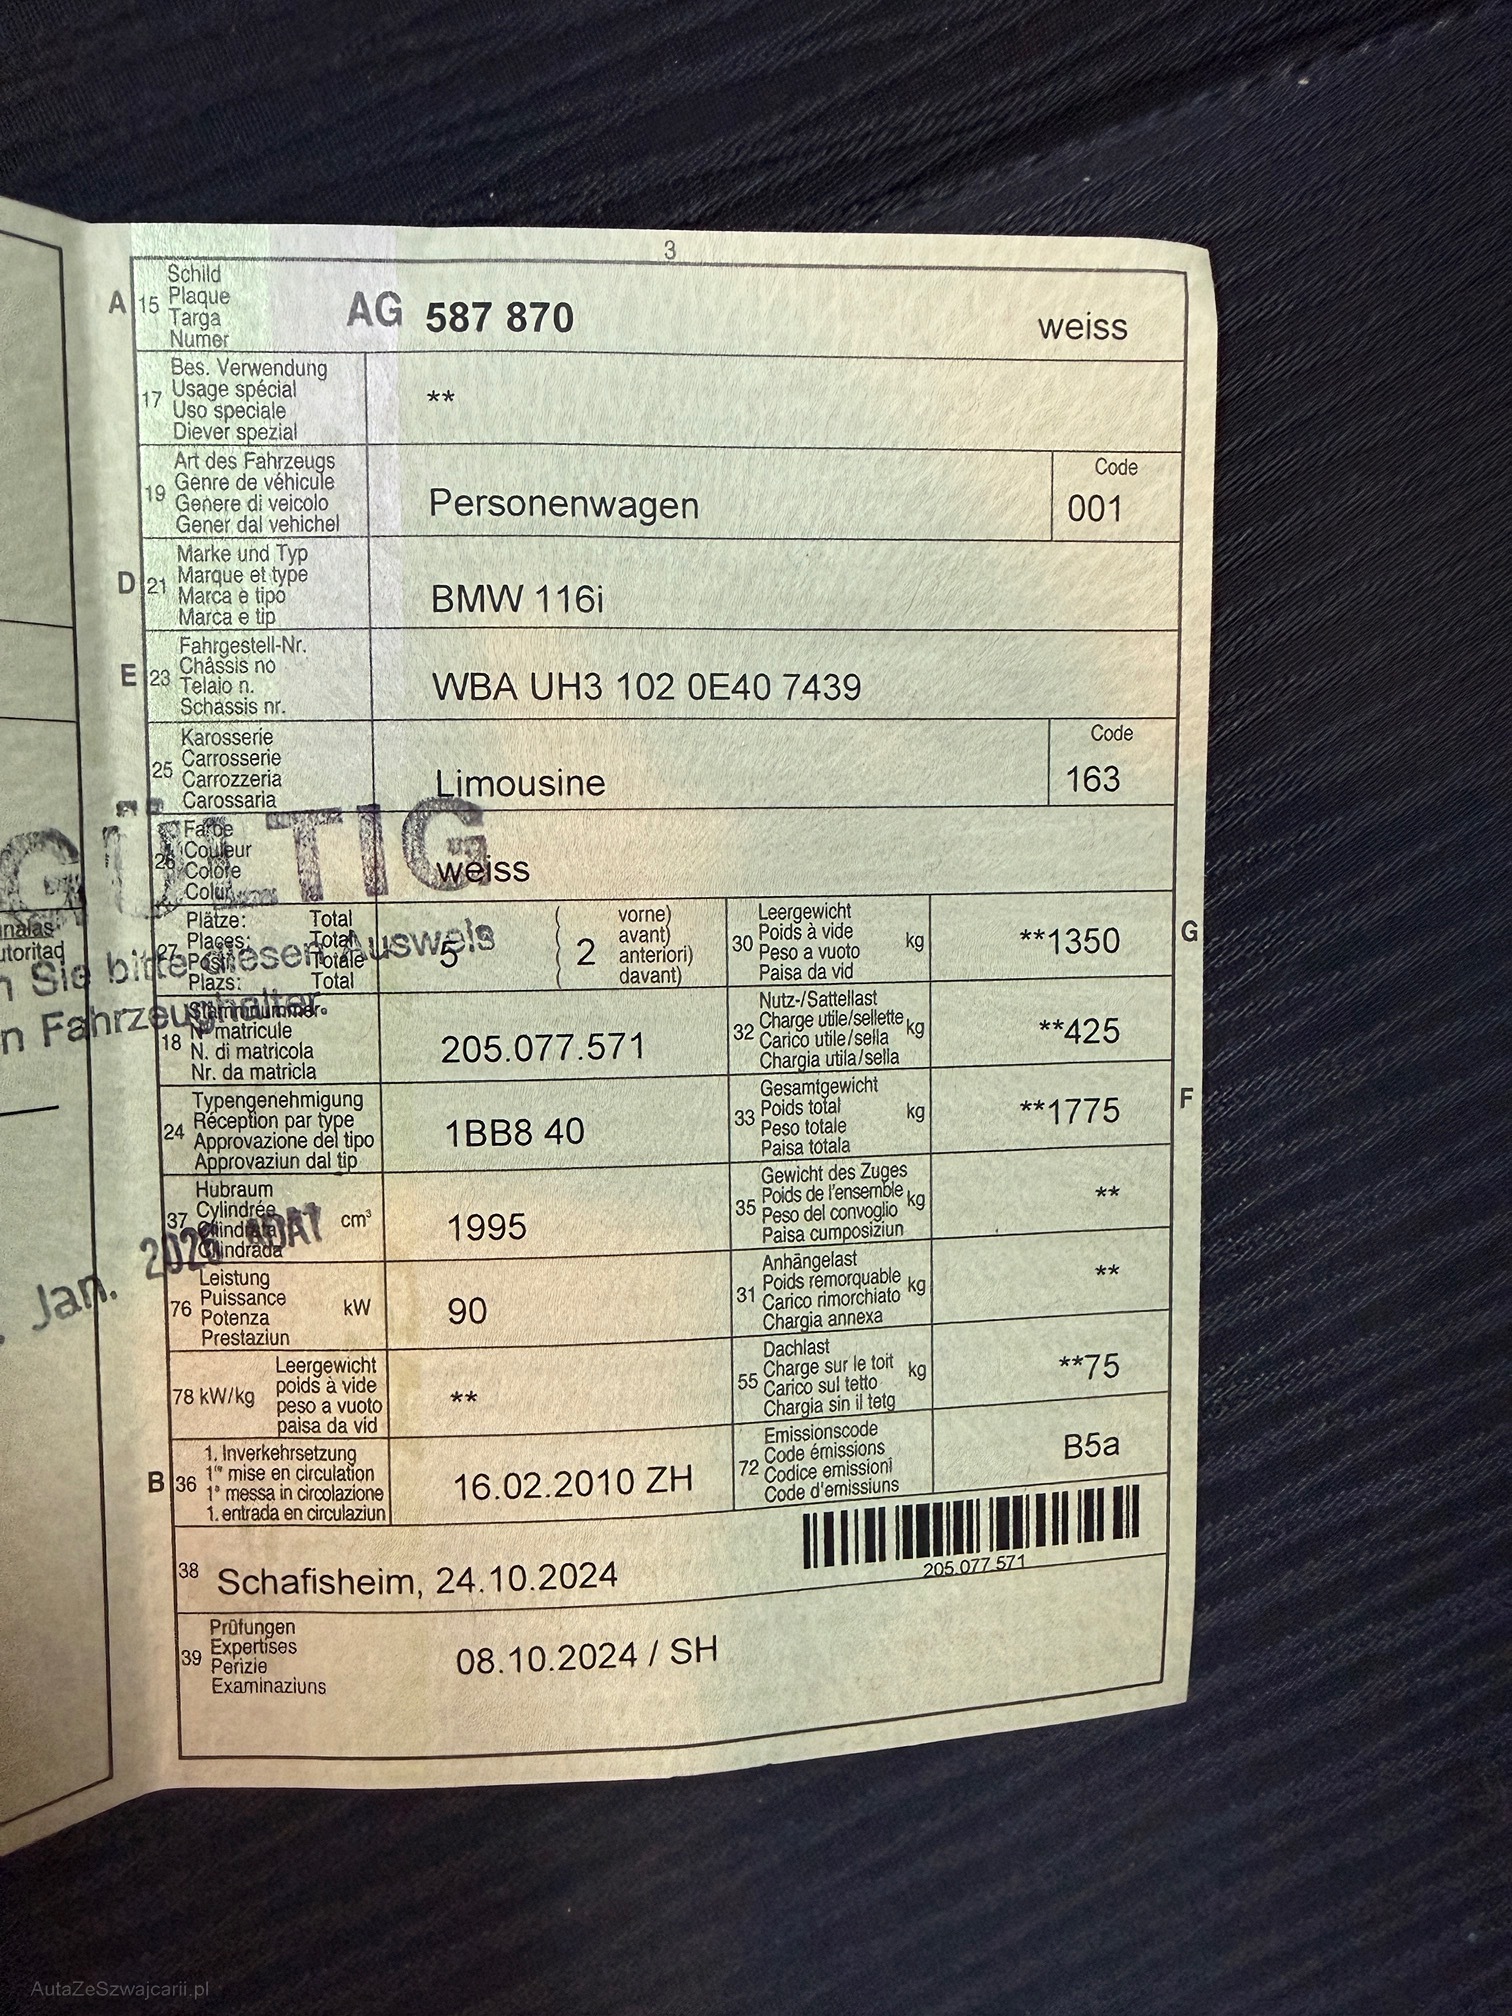 3
A 15 Schild
Plaque
Targa
Numer
AG 587 870
weiss
17 Bes. Verwendung
Usage spécial
Uso speciale
Diever spezial
**
19 Art des Fahrzeugs
Genre de véhicule
Genere di veicolo
Gener dal vehichel
Personenwagen
Code
001
D 21 Marke und Typ
Marque et type
Marca e tipo
Marca e tip
BMW 116i
E 23 Fahrgestell-Nr.
Châssis no
Telaio n.
Schassis nr.
WBA UH3 102 0E40 7439
25 Karosserie
Carrosserie
Carrozzeria
Carossaria
Limousine
Code
163
GÜLTIG
26 Farbe
Couleur
Colore
Colur
weiss
nalas
utoritad
27 Plätze: Total
Places: Total
Posti Totale
Plazs: Total
5
( 2 vorne)
avant)
anteriori)
davant)
30 Leergewicht
Poids à vide
Peso a vuoto
Paisa da vid
kg
**1350
G
n Sie bitte diesen Ausweis
n Fahrzeughalter.
18 Stammnummer
N° matricule
N. di matricola
Nr. da matricla
205.077.571
32 Nutz-/Sattellast
Charge utile/sellette
Carico utile/sella
Chargia utila/sella
kg
**425
24 Typengenehmigung
Réception par type
Approvazione del tipo
Approvaziun dal tip
1BB8 40
33 Gesamtgewicht
Poids total
Peso totale
Paisa totala
kg
**1775
F
37 Hubraum
Cylindrée
Cilindrata
Cilindrada
cm³
1995
35 Gewicht des Zuges
Poids de l'ensemble
Peso del convoglio
Paisa cumposiziun
kg
**
Jan. 2026
76 Leistung
Puissance
Potenza
Prestaziun
kW
90
31 Anhängelast
Poids remorquable
Carico rimorchiato
Chargia annexa
kg
**
78 kW/kg Leergewicht
poids à vide
peso a vuoto
paisa da vid
**
55 Dachlast
Charge sur le toit
Carico sul tetto
Chargia sin il tetg
kg
**75
B 36 1. Inverkehrsetzung
1re mise en circulation
1a messa in circolazione
1. entrada en circulaziun
16.02.2010 ZH
72 Emissionscode
Code émissions
Codice emissioni
Code d'emissiuns
B5a
205.077.571
38 Schafisheim, 24.10.2024
39 Prüfungen
Expertises
Perizie
Examinaziuns
08.10.2024 / SH
AutaZeSzwajcarii.pl